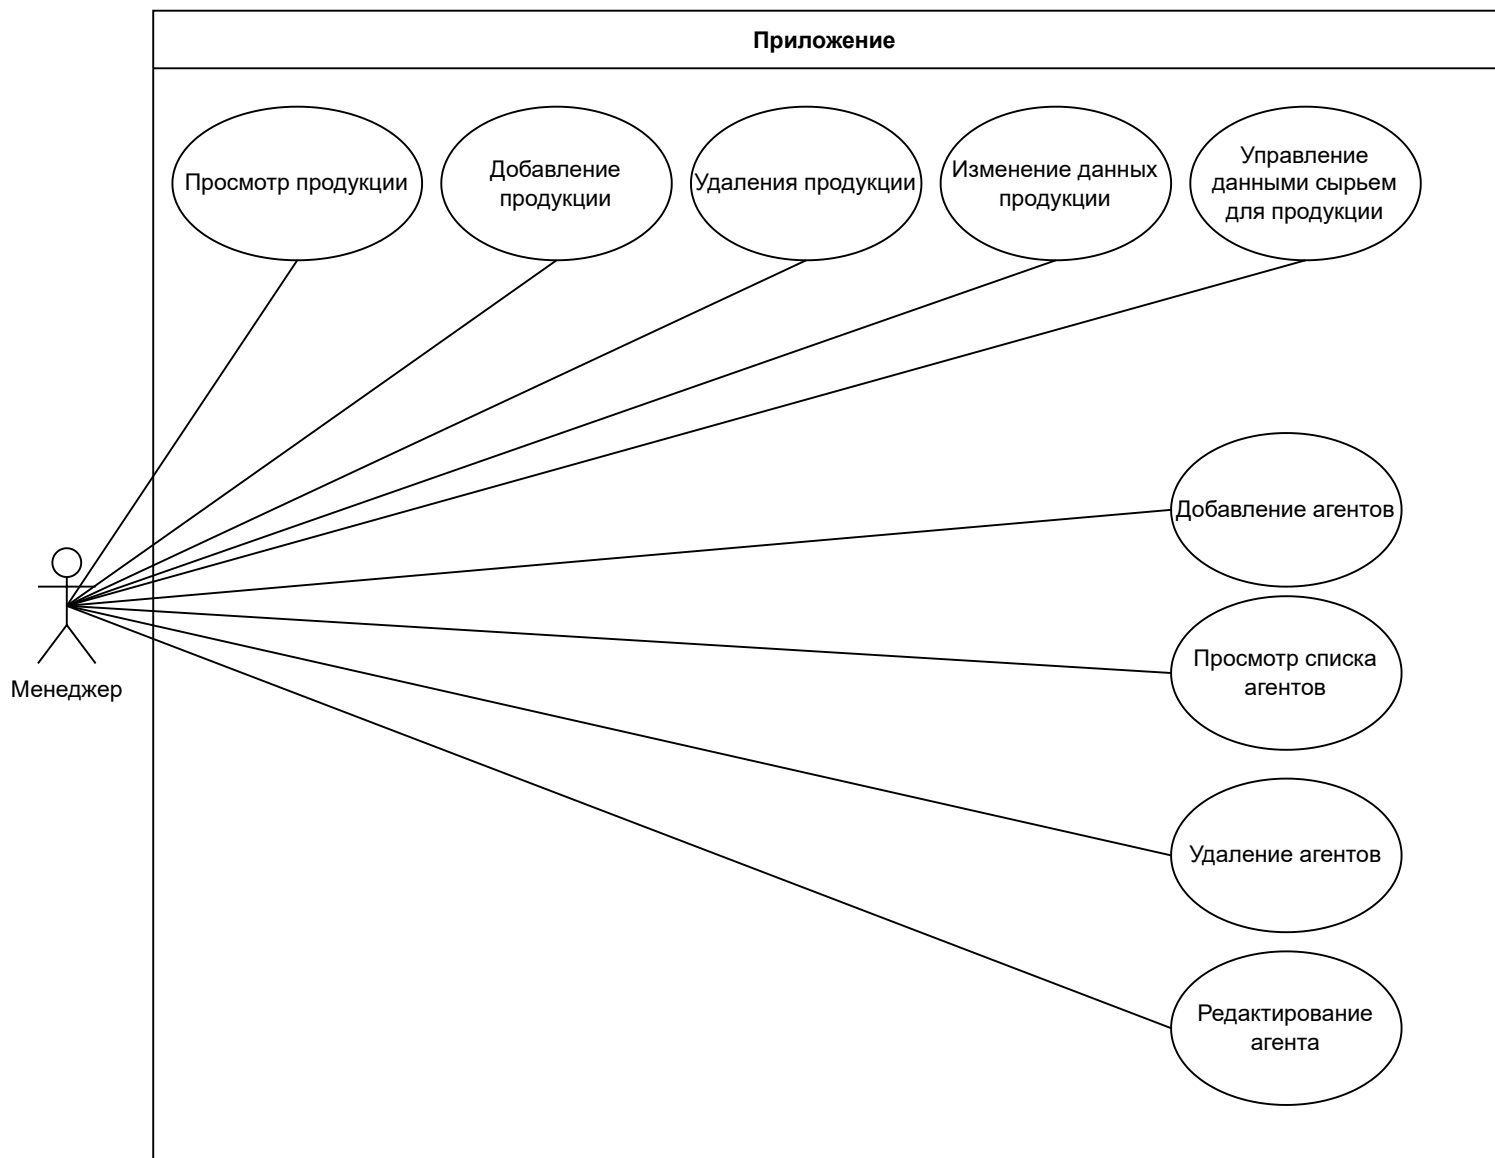 Приложение
Просмотр продукции
Добавление
продукции
Удаления продукции
Изменение данных
продукции
Управление
данными сырьем
для продукции
Добавление агентов
Просмотр списка
агентов
Менеджер
Удаление агентов
Редактирование
агента